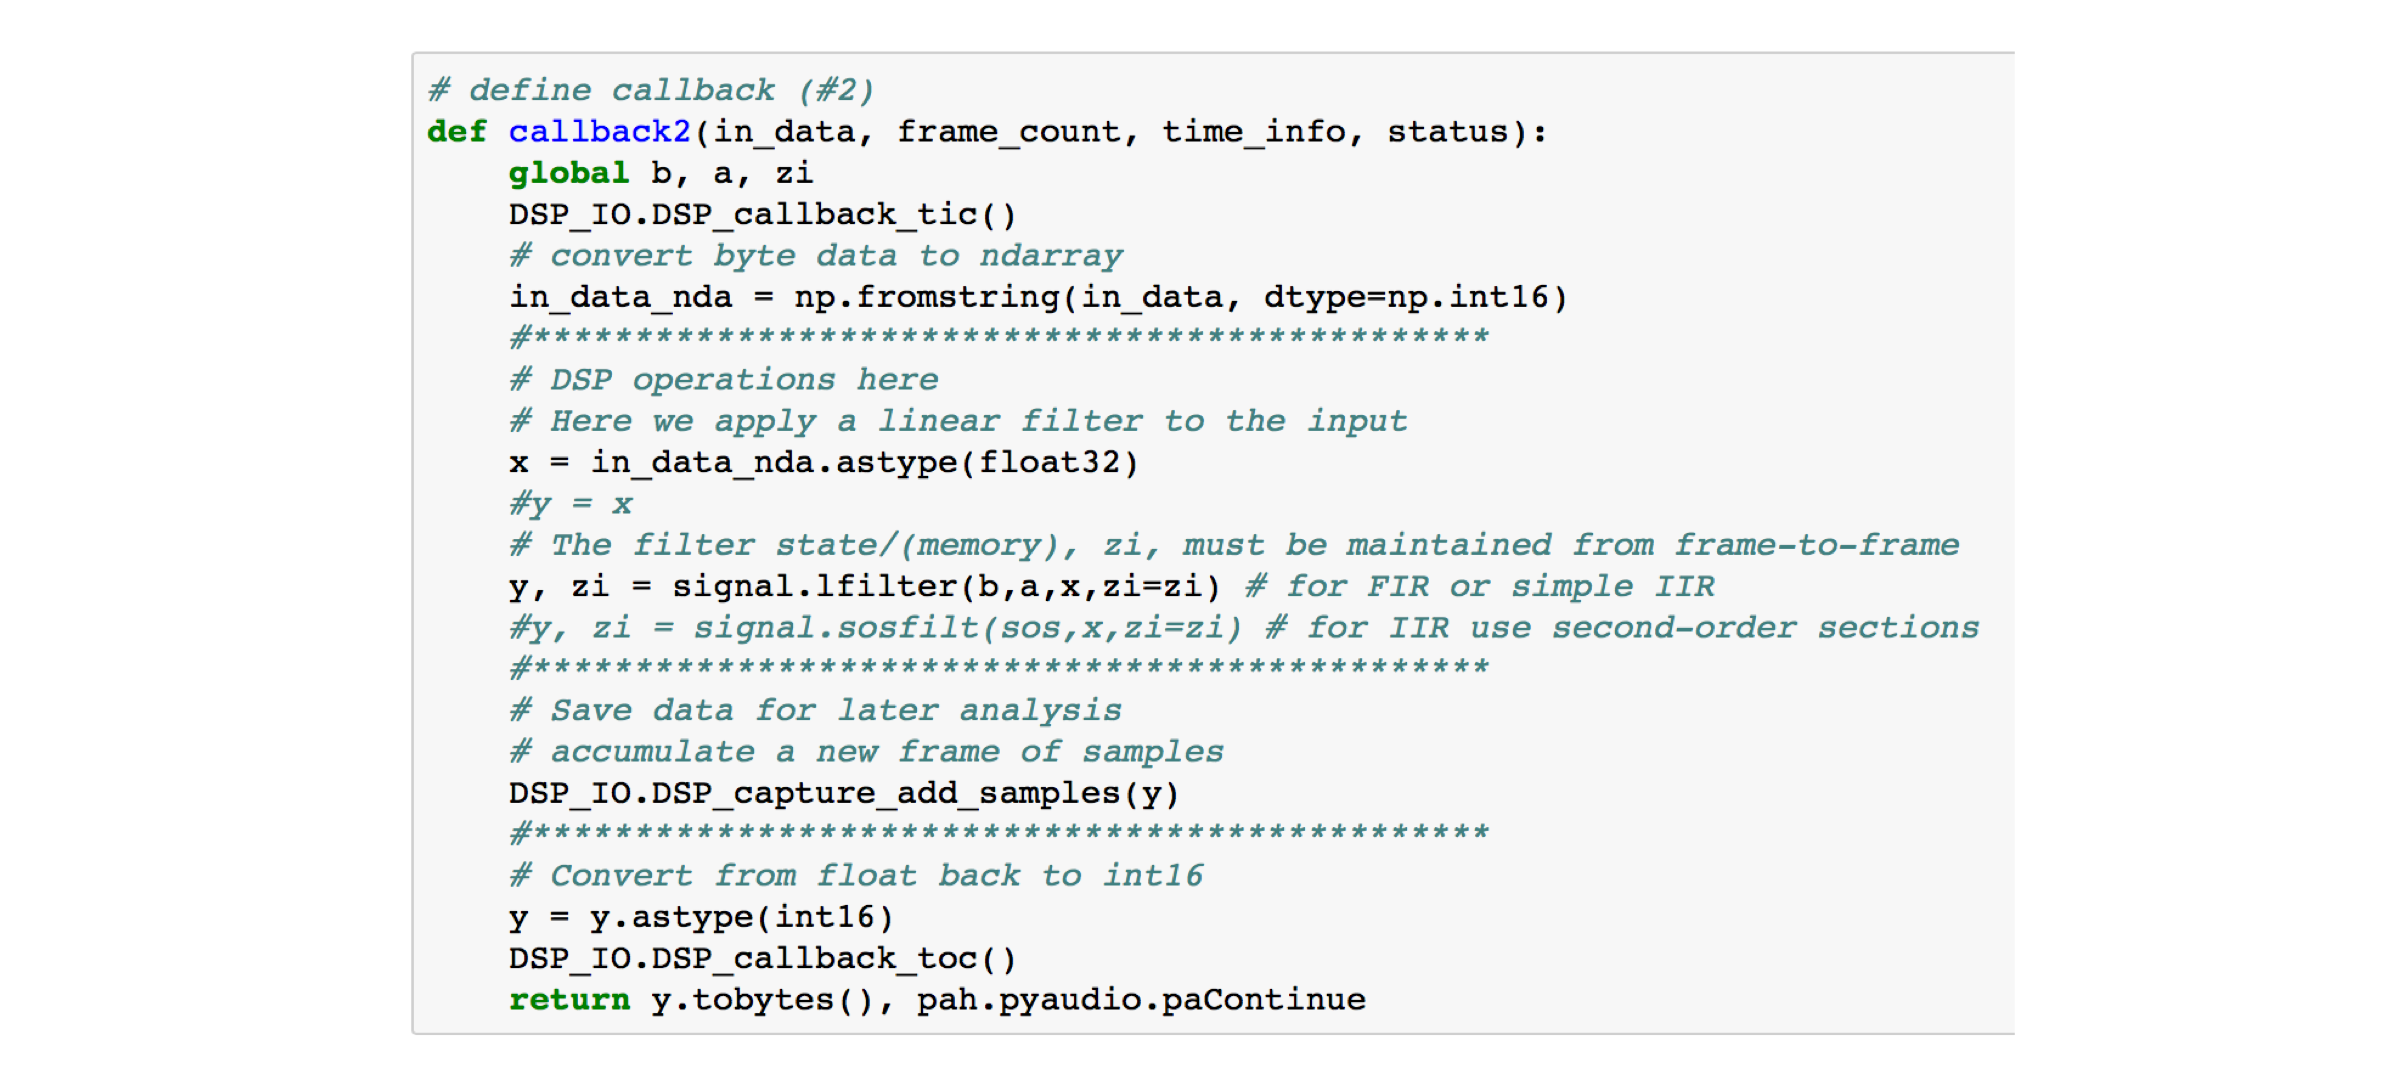 # define callback (#2)
def callback2(in_data, frame_count, time_info, status):
    global b, a, zi
    DSP_IO.DSP_callback_tic()
    # convert byte data to ndarray
    in_data_nda = np.fromstring(in_data, dtype=np.int16)
    #***********************************************
    # DSP operations here
    # Here we apply a linear filter to the input
    x = in_data_nda.astype(float32)
    #y = x
    # The filter state/(memory), zi, must be maintained from frame-to-frame
    y, zi = signal.lfilter(b,a,x,zi=zi) # for FIR or simple IIR
    #y, zi = signal.sosfilt(sos,x,zi=zi) # for IIR use second-order sections
    #***********************************************
    # Save data for later analysis
    # accumulate a new frame of samples
    DSP_IO.DSP_capture_add_samples(y)
    #***********************************************
    # Convert from float back to int16
    y = y.astype(int16)
    DSP_IO.DSP_callback_toc()
    return y.tobytes(), pah.pyaudio.paContinue